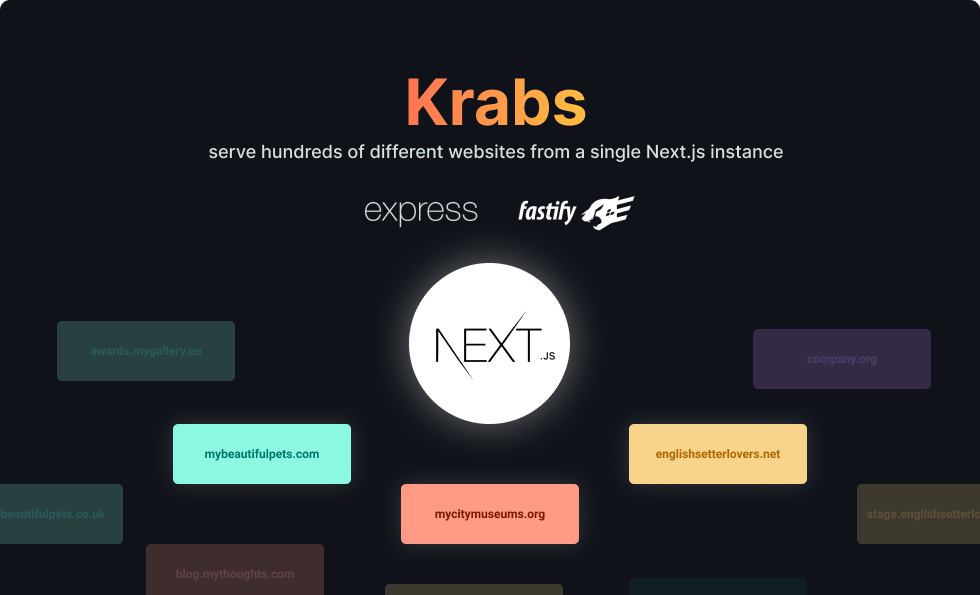 Krabs
serve hundreds of different websites from a single Next.js instance
express
fastify
NEXT.JS
awards.mygallery.eu
company.org
mybeautifulpets.com
englishsetterlovers.net
beautifulpets.co.uk
mycitymuseums.org
stage.englishsetterlo
blog.mythoughts.com